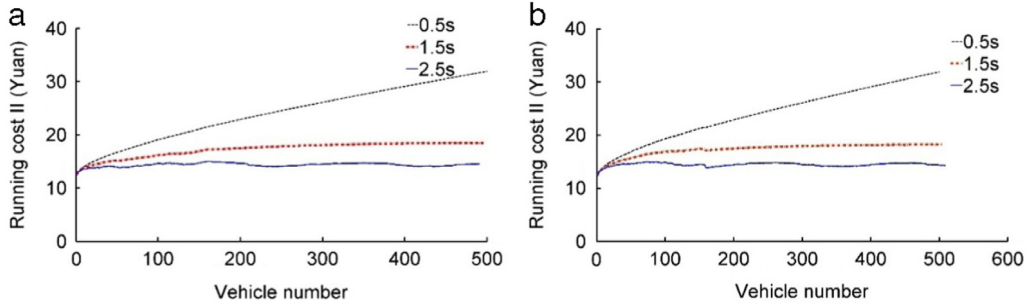 a
Running cost II (Yuan)
40
30
20
10
0
0.5s
1.5s
2.5s
0 100 200 300 400 500
Vehicle number
b
Running cost II (Yuan)
40
30
20
10
0
0.5s
1.5s
2.5s
0 100 200 300 400 500 600
Vehicle number